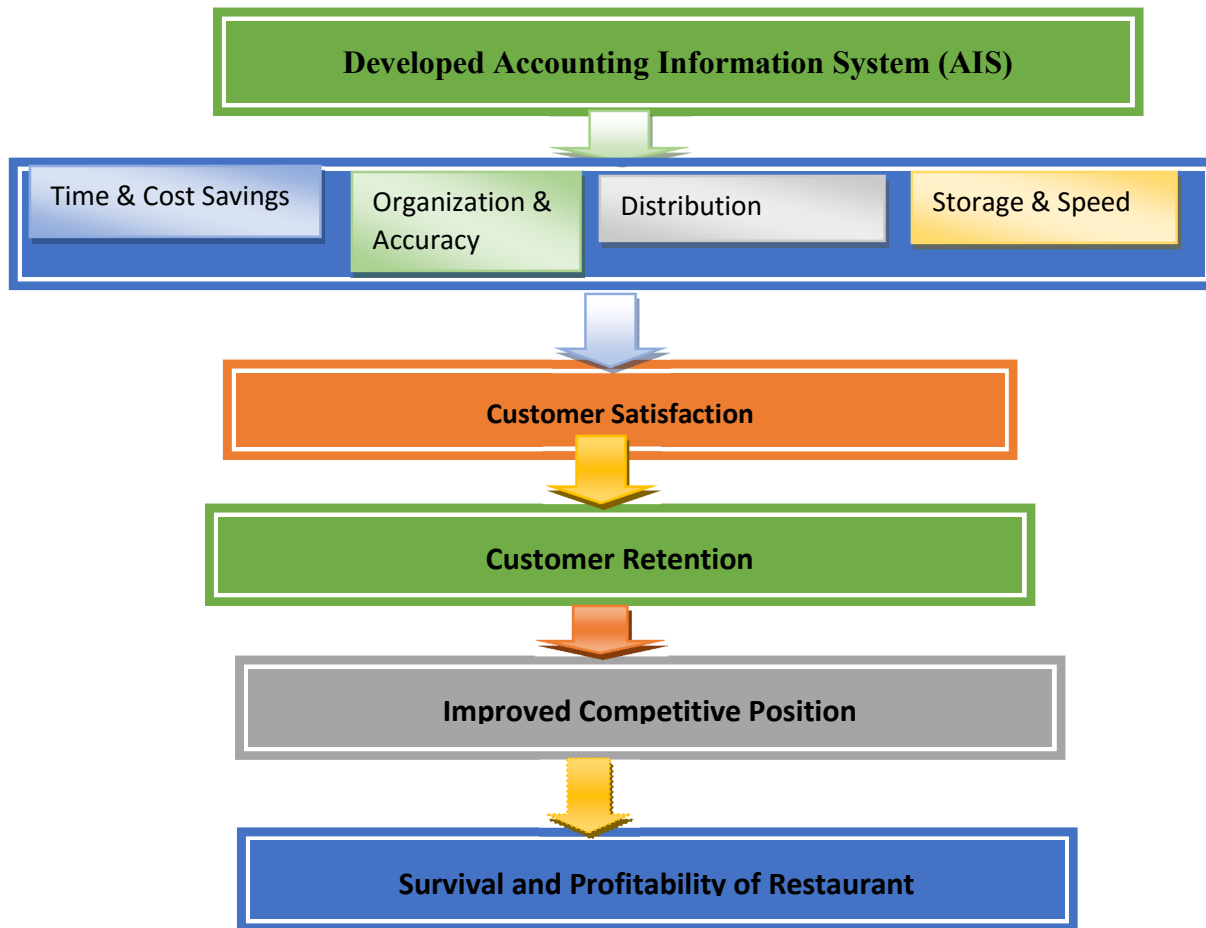 Developed Accounting Information System (AIS)
Time & Cost Savings
Organization &
Accuracy
Distribution
Storage & Speed
Customer Satisfaction
Customer Retention
Improved Competitive Position
Survival and Profitability of Restaurant